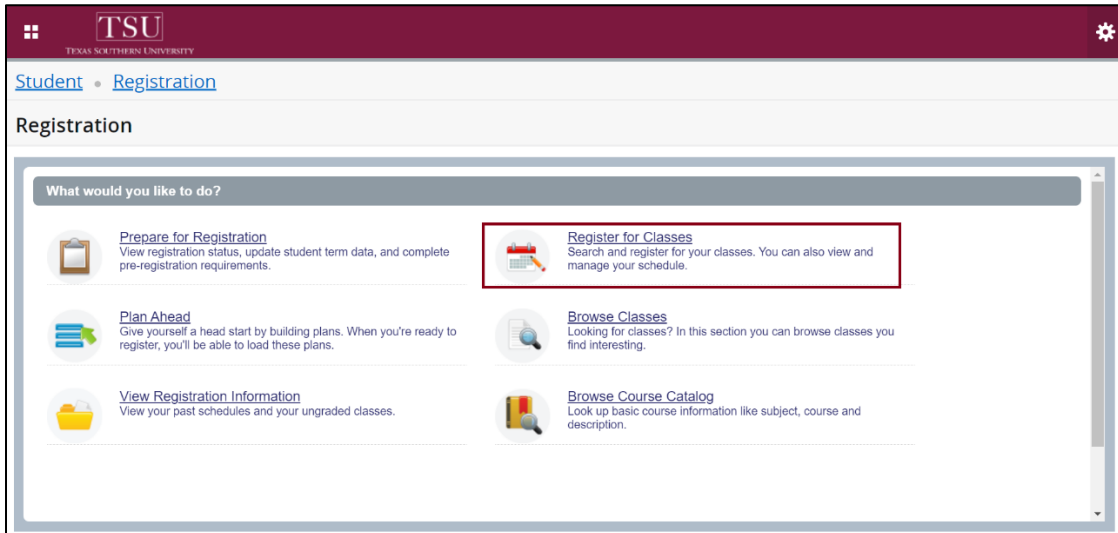 TSU
TEXAS SOUTHERN UNIVERSITY
Student • Registration
Registration
What would you like to do?
Prepare for Registration
View registration status, update student term data, and complete
pre-registration requirements.
Register for Classes
Search and register for your classes. You can also view and
manage your schedule.
Plan Ahead
Give yourself a head start by building plans. When you're ready to
register, you'll be able to load these plans.
Browse Classes
Looking for classes? In this section you can browse classes you
find interesting.
View Registration Information
View your past schedules and your ungraded classes.
Browse Course Catalog
Look up basic course information like subject, course and
description.